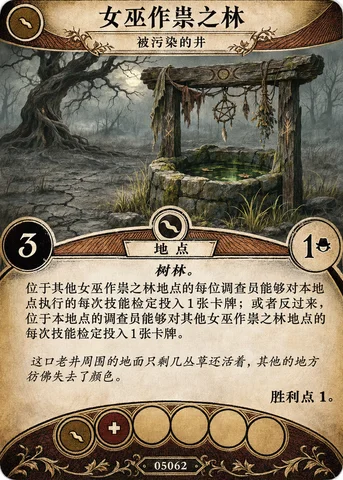 女巫作祟之林
被污染的井
3
地点
1
树林。
位于其他女巫作祟之林地点的每位调查员能够对本地
点执行的每次技能检定投入1张卡牌；或者反过来，
位于本地点的调查员能够对其他女巫作祟之林地点的
每次技能检定投入1张卡牌。
这口老井周围的地面只剩几丛草还活着，其他的地方
彷佛失去了颜色。
胜利点 1。
05062